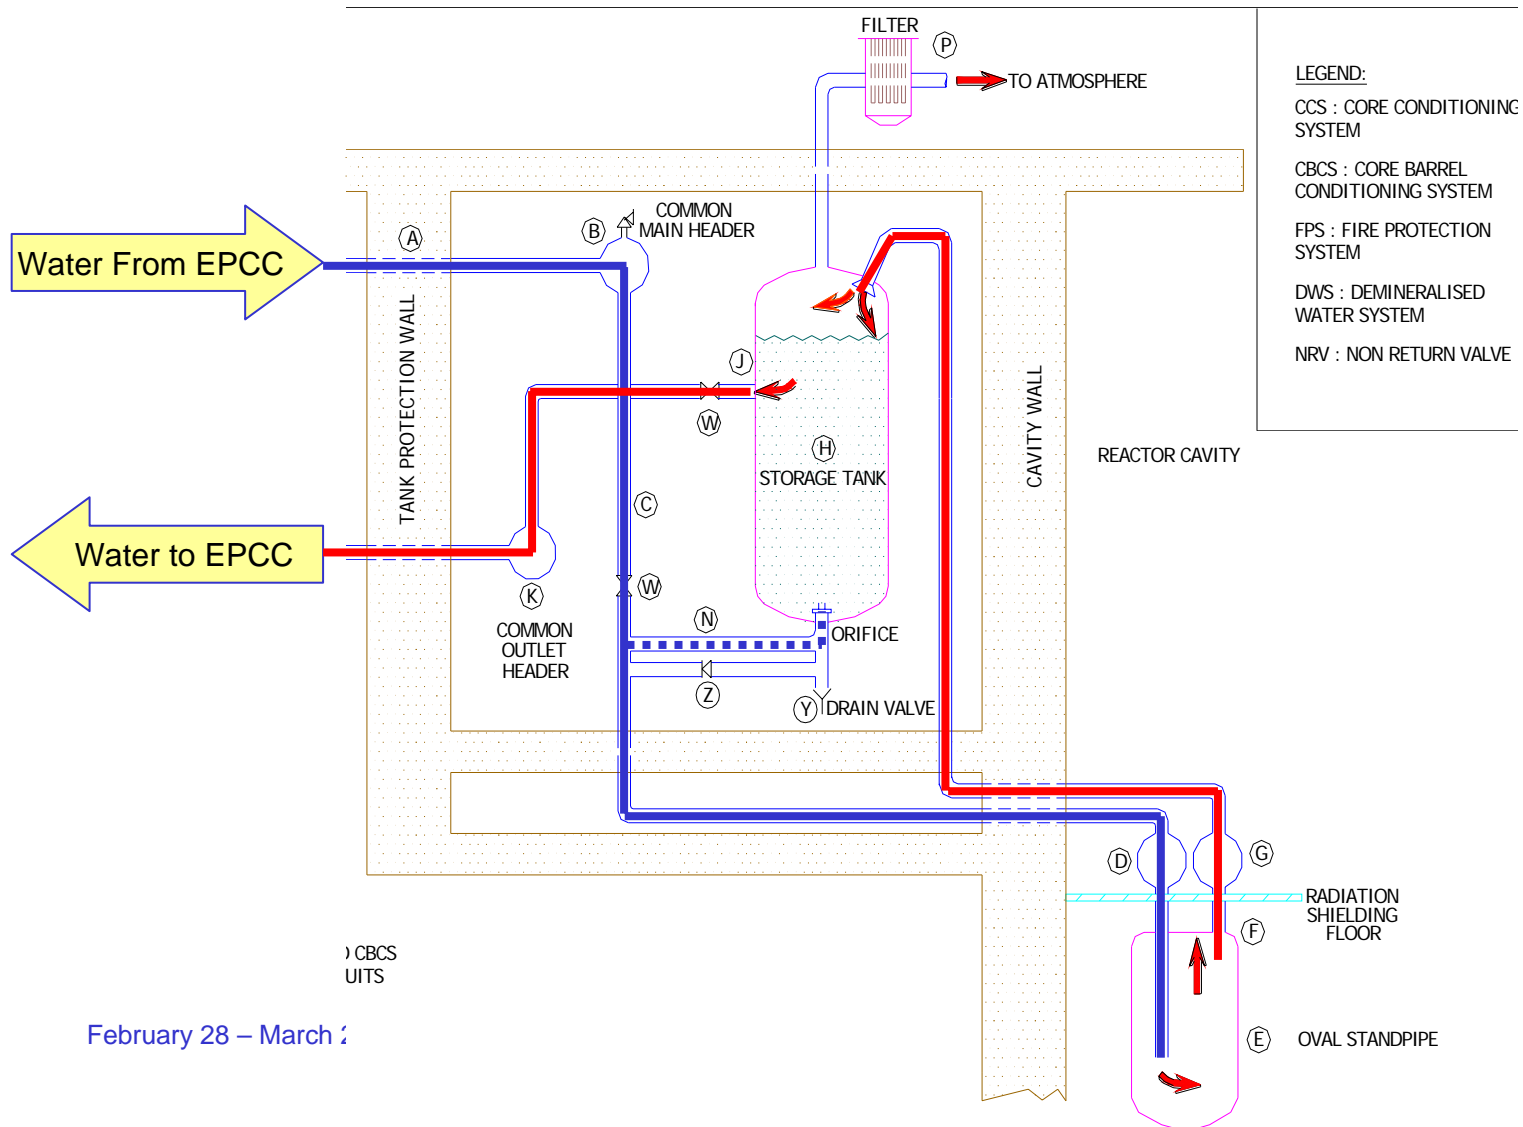 FILTER
P
TO ATMOSPHERE
LEGEND:
CCS : CORE CONDITIONING
SYSTEM
CBCS : CORE BARREL
CONDITIONING SYSTEM
FPS : FIRE PROTECTION
SYSTEM
DWS : DEMINERALISED
WATER SYSTEM
NRV : NON RETURN VALVE
COMMON
MAIN HEADER
B
A
Water From EPCC
TANK PROTECTION WALL
J
W
H
STORAGE TANK
CAVITY WALL
REACTOR CAVITY
C
Water to EPCC
W
K
COMMON
OUTLET
HEADER
N
ORIFICE
Z
Y
DRAIN VALVE
D
G
RADIATION
SHIELDING
FLOOR
F
CBCS
UITS
February 28 – March
E
OVAL STANDPIPE